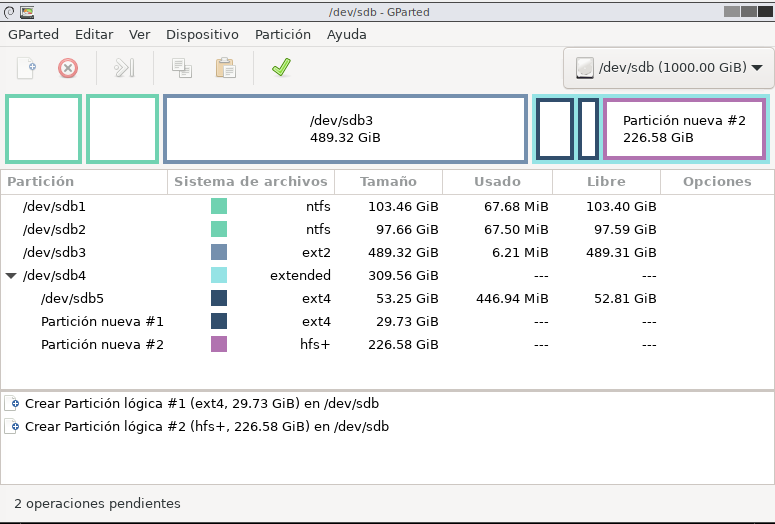 /dev/sdb - GParted
GParted Editar Ver Dispositivo Partición Ayuda
/dev/sdb (1000.00 GiB)
/dev/sdb3
489.32 GiB
Partición nueva #2
226.58 GiB
Partición Sistema de archivos Tamaño Usado Libre Opciones
/dev/sdb1 ntfs 103.46 GiB 67.68 MiB 103.40 GiB
/dev/sdb2 ntfs 97.66 GiB 67.50 MiB 97.59 GiB
/dev/sdb3 ext2 489.32 GiB 6.21 MiB 489.31 GiB
/dev/sdb4 extended 309.56 GiB --- ---
/dev/sdb5 ext4 53.25 GiB 446.94 MiB 52.81 GiB
Partición nueva #1 ext4 29.73 GiB --- ---
Partición nueva #2 hfs+ 226.58 GiB --- ---
Crear Partición lógica #1 (ext4, 29.73 GiB) en /dev/sdb
Crear Partición lógica #2 (hfs+, 226.58 GiB) en /dev/sdb
2 operaciones pendientes